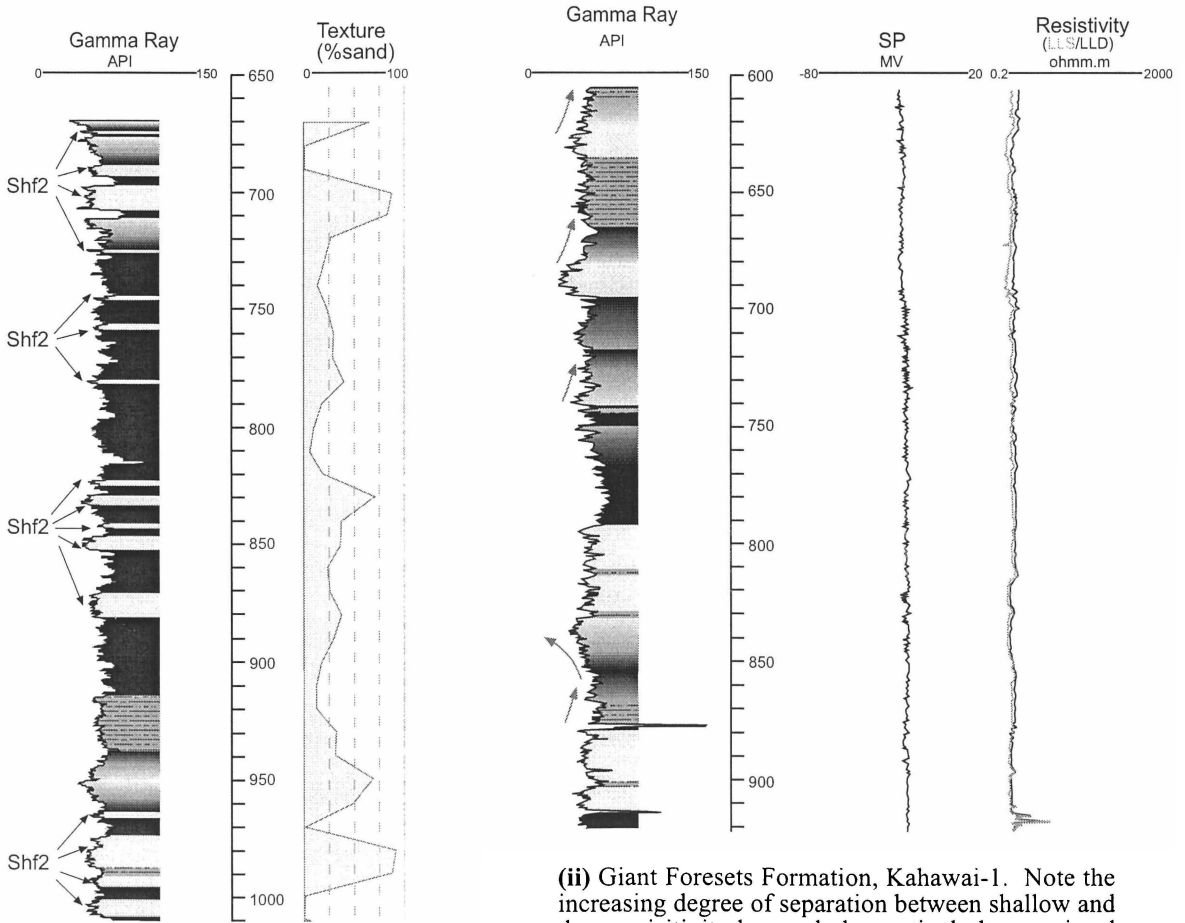 Gamma Ray
API
0 150
Texture
(%sand)
0 100
650
700
750
800
850
900
950
1000
Shf2
Shf2
Shf2
Shf2
Gamma Ray
API
0 150
600
650
700
750
800
850
900
SP
MV
-80 20
Resistivity
(LLS/LLD)
ohmm.m
0.2 2000
(ii) Giant Foresets Formation, Kahawai-1. Note the
increasing degree of separation between shallow and